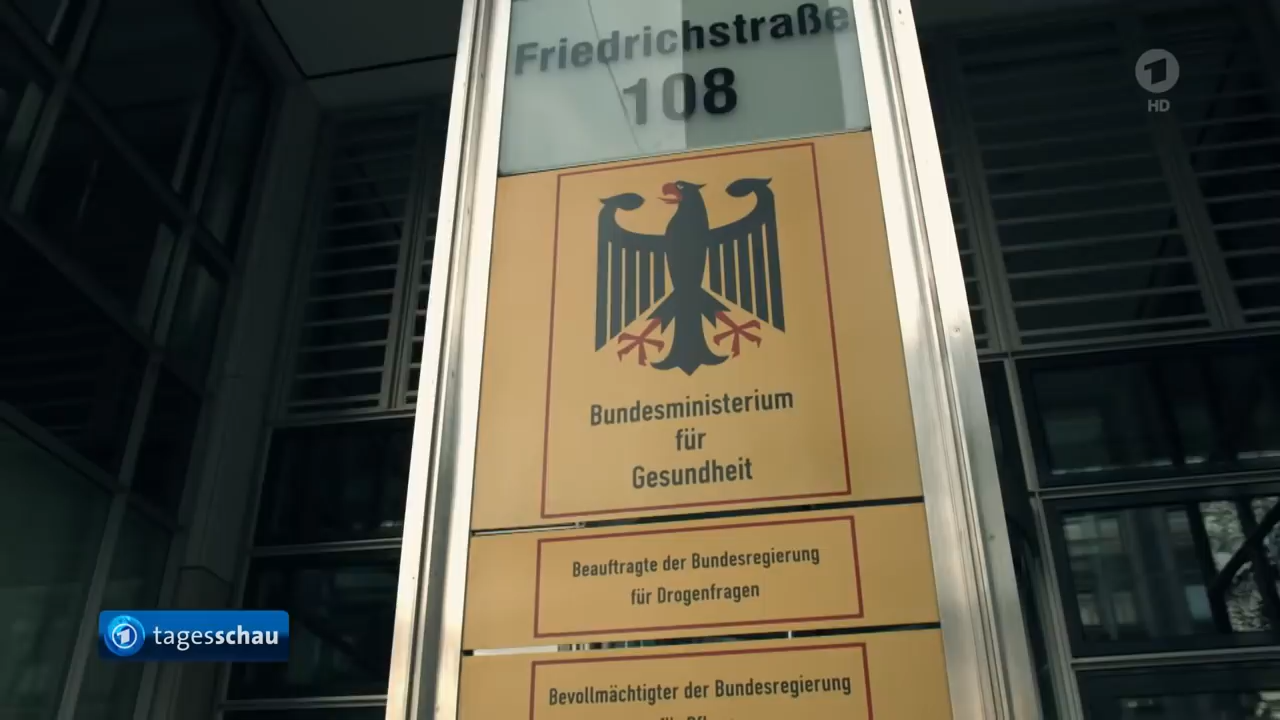 Friedrichstraße
108
HD
Bundesministerium
für
Gesundheit
Beauftragte der Bundesregierung
für Drogenfragen
tagesschau
Bevollmächtigter der Bundesregierung